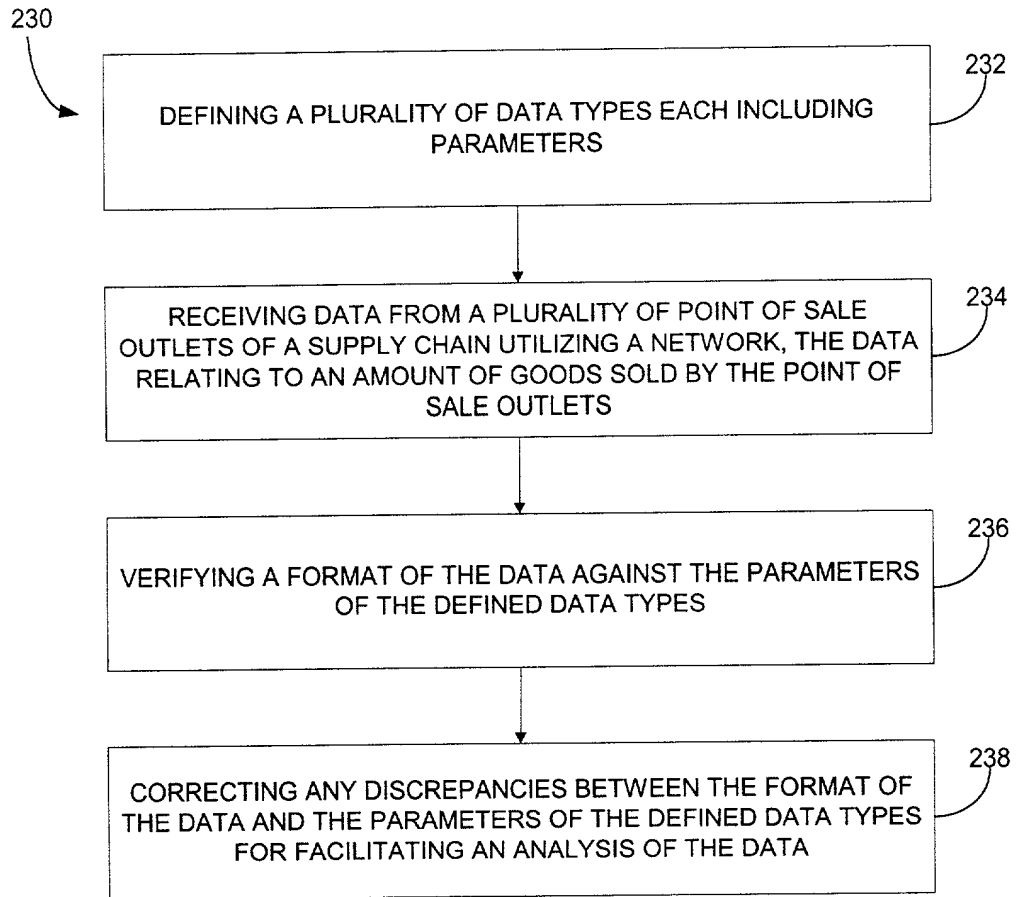 230
232
DEFINING A PLURALITY OF DATA TYPES EACH INCLUDING
PARAMETERS
234
RECEIVING DATA FROM A PLURALITY OF POINT OF SALE
OUTLETS OF A SUPPLY CHAIN UTILIZING A NETWORK, THE DATA
RELATING TO AN AMOUNT OF GOODS SOLD BY THE POINT OF
SALE OUTLETS
236
VERIFYING A FORMAT OF THE DATA AGAINST THE PARAMETERS
OF THE DEFINED DATA TYPES
238
CORRECTING ANY DISCREPANCIES BETWEEN THE FORMAT OF
THE DATA AND THE PARAMETERS OF THE DEFINED DATA TYPES
FOR FACILITATING AN ANALYSIS OF THE DATA